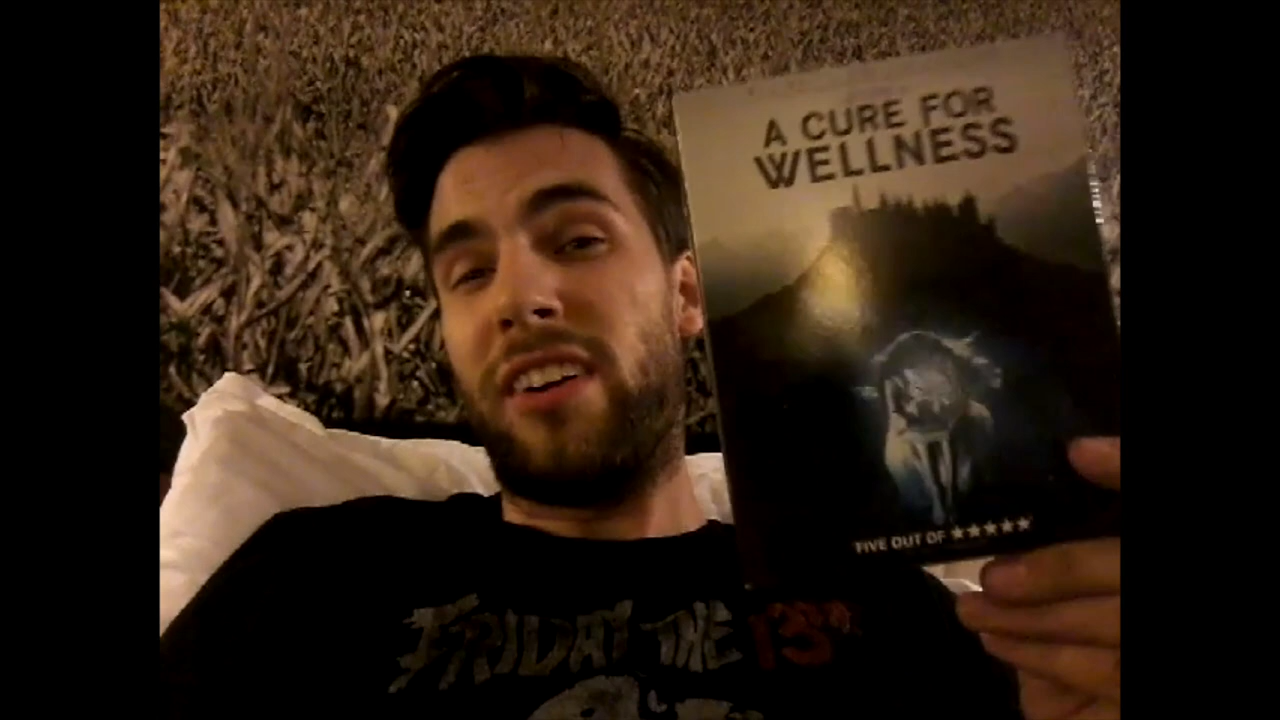 A CURE FOR
WELLNESS
FIVE OUT OF ★★★★★
FRIDAY THE 13TH